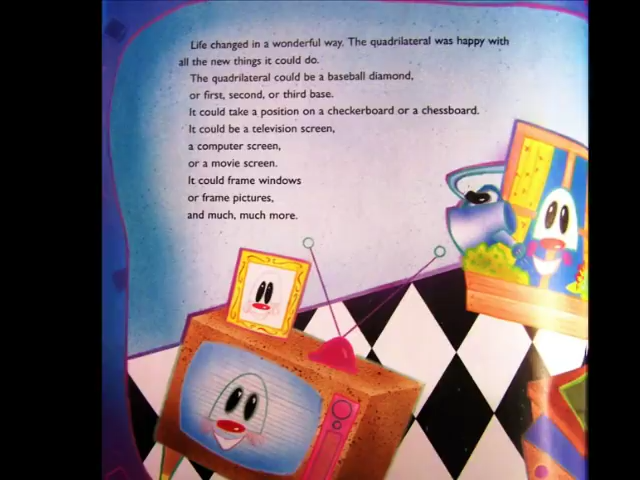 Life changed in a wonderful way. The quadrilateral was happy with
all the new things it could do.
The quadrilateral could be a baseball diamond,
or first, second, or third base.
It could take a position on a checkerboard or a chessboard.
It could be a television screen,
a computer screen,
or a movie screen.
It could frame windows
or frame pictures,
and much, much more.